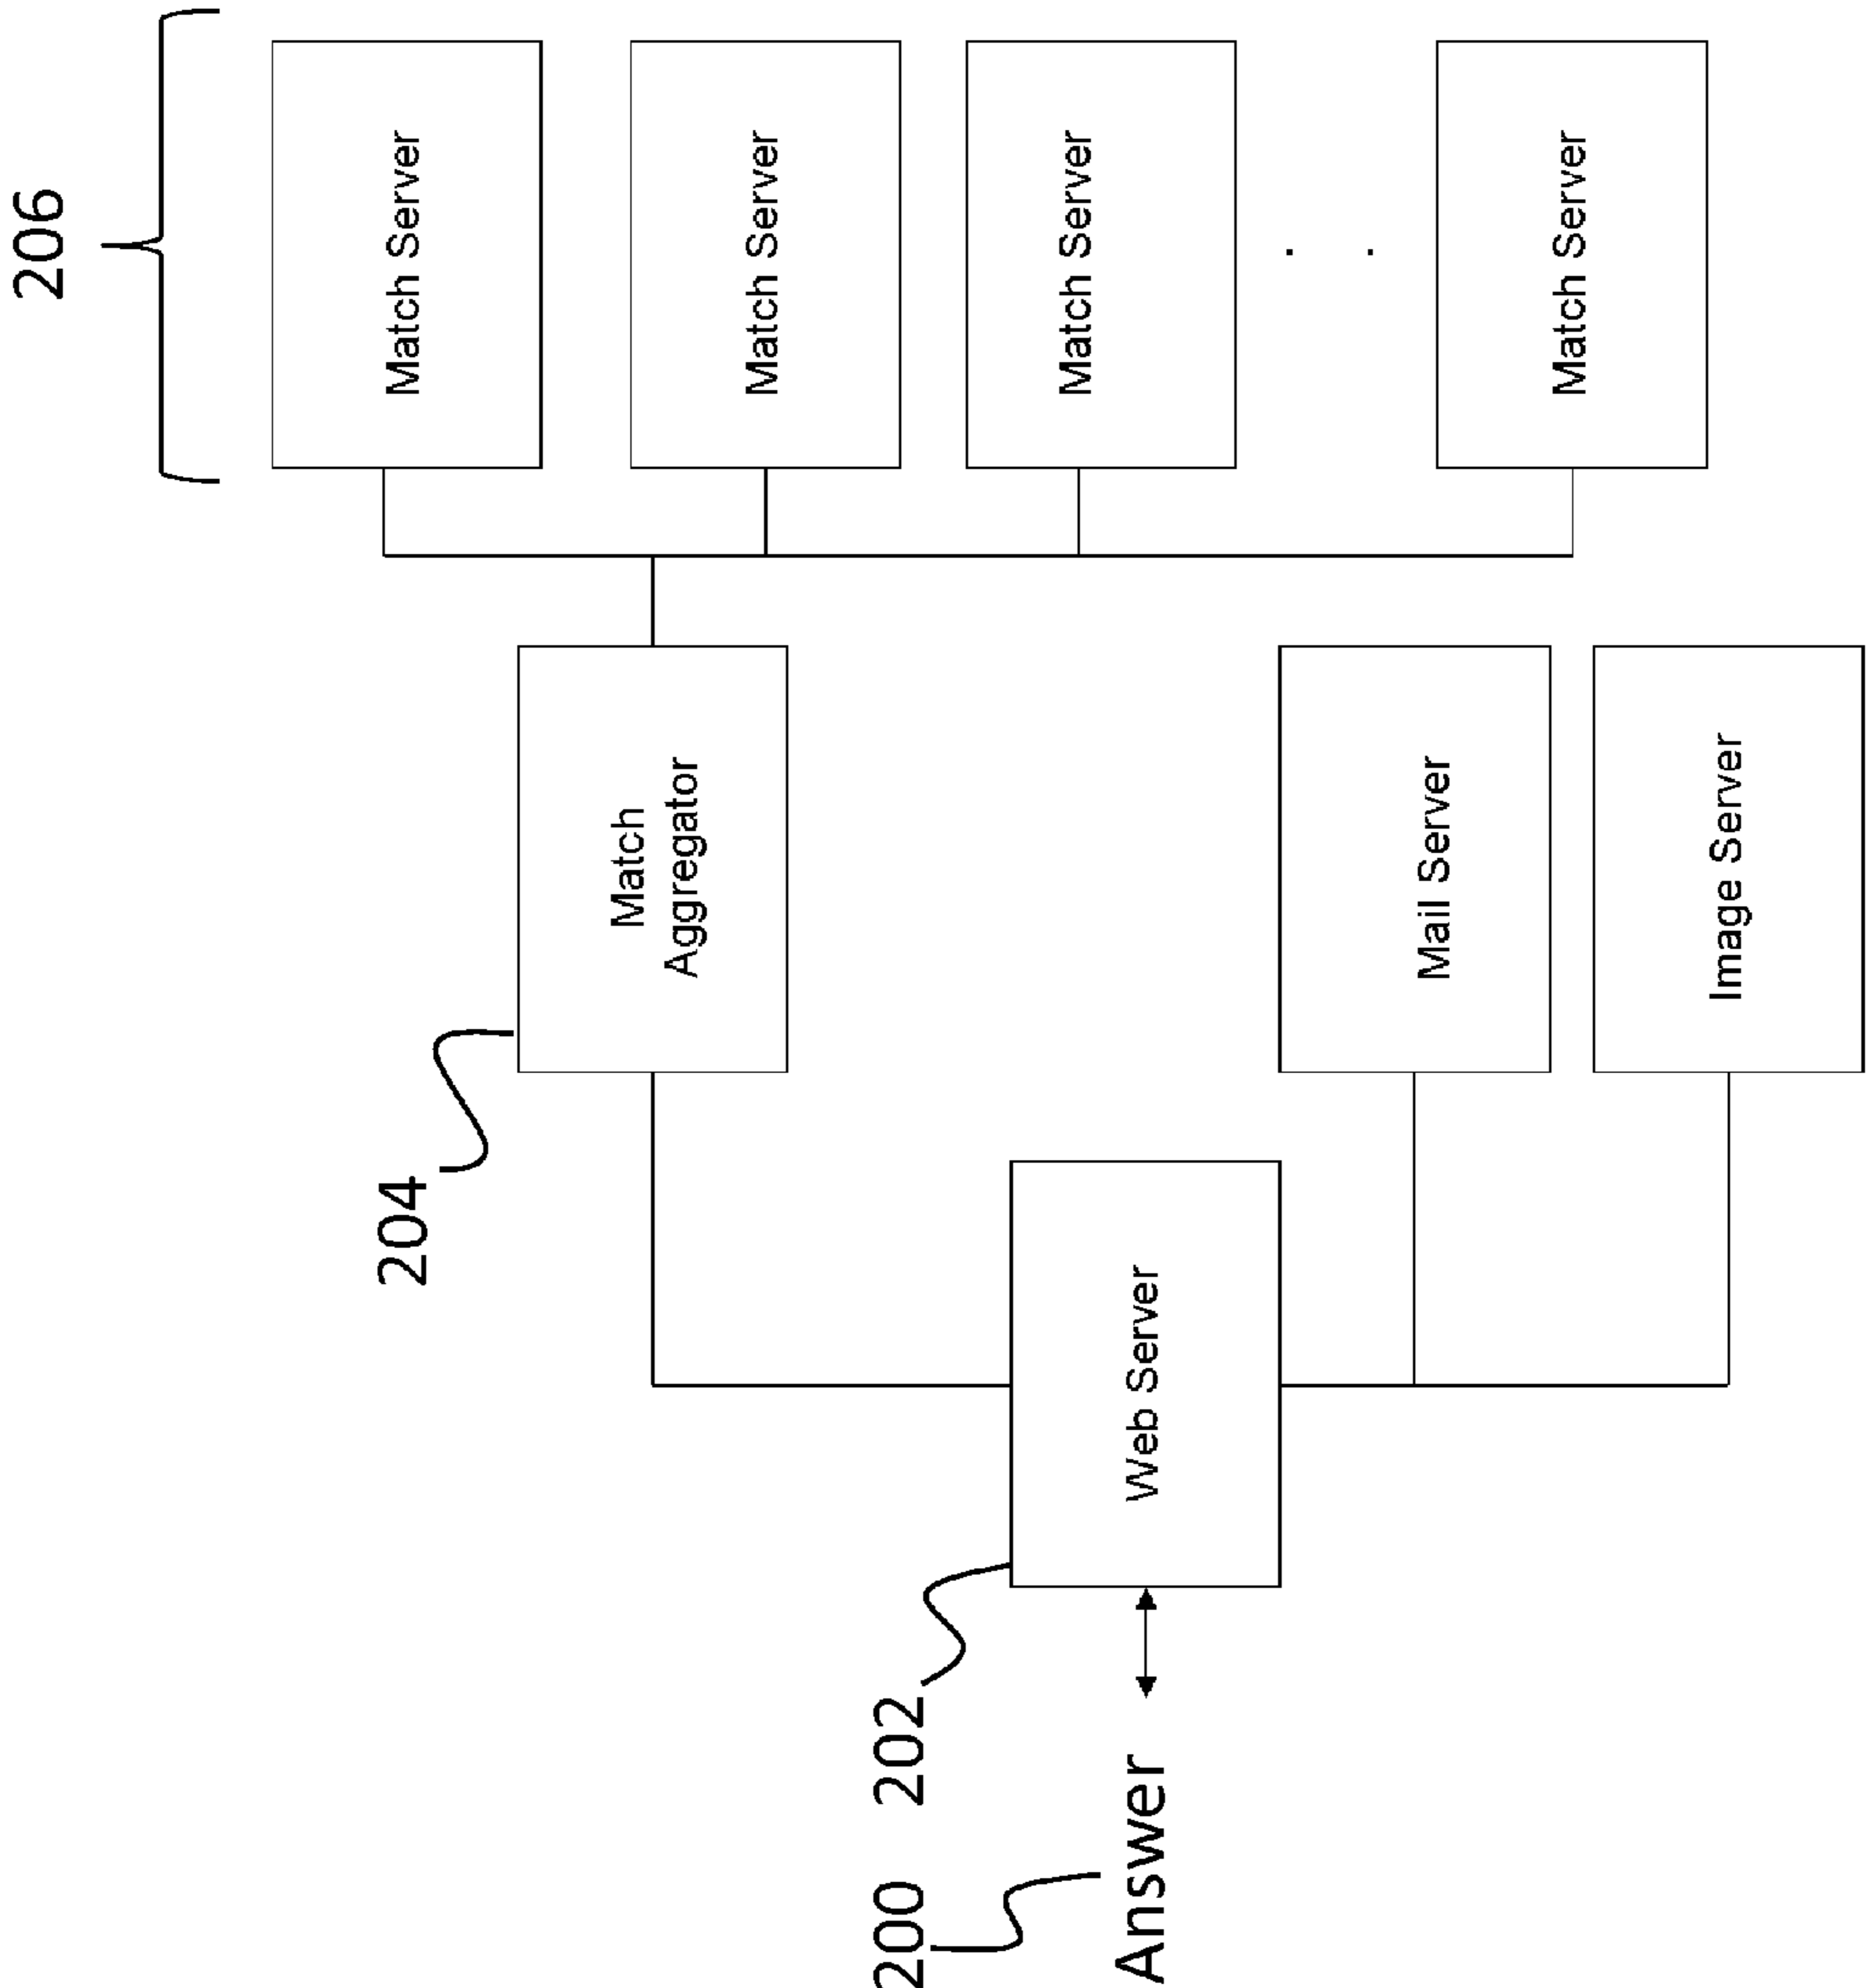 206
Match Server
Match Server
Match Server
. .
Match Server
204
Match
Aggregator
Mail Server
Image Server
202
Web Server
200
Answer